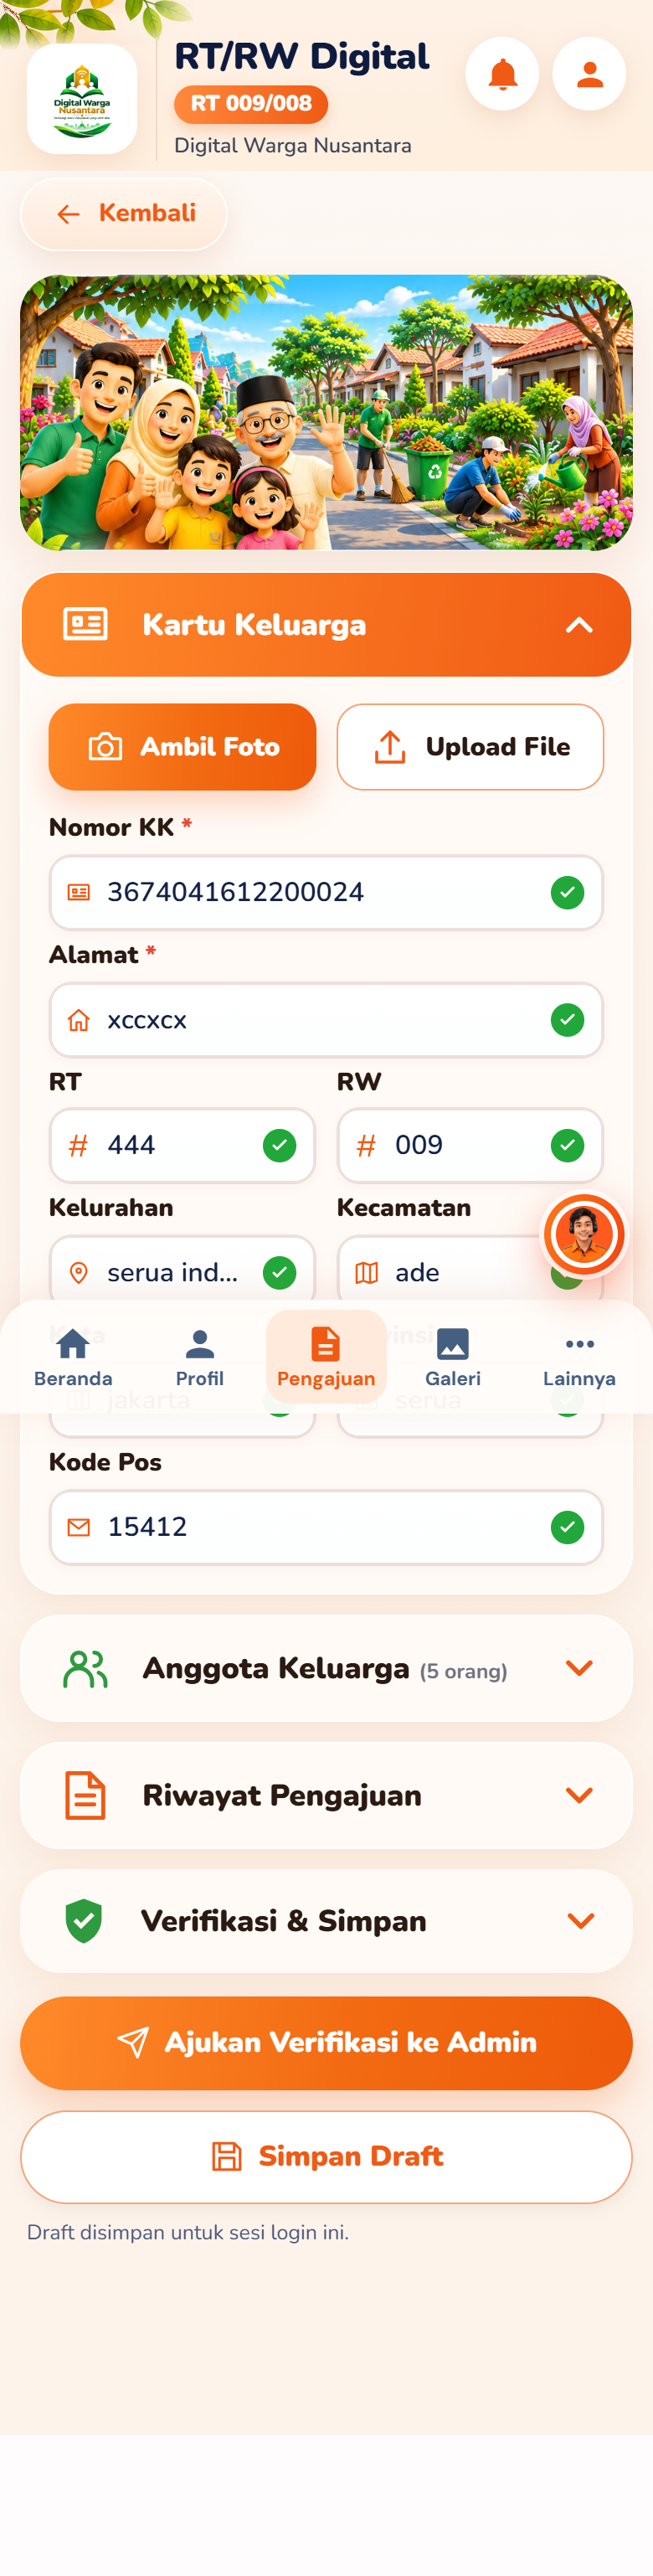 Digital Warga
Nusantara
RT/RW Digital
RT 009/008
Digital Warga Nusantara
Kembali
Kartu Keluarga
Ambil Foto
Upload File
Nomor KK *
3674041612200024
Alamat *
xccxcx
RT
RW
# 444
# 009
Kelurahan
Kecamatan
serua ind...
ade
Beranda
Profil
Pengajuan
Galeri
Lainnya
jakarta
serua
Kode Pos
15412
Anggota Keluarga (5 orang)
Riwayat Pengajuan
Verifikasi & Simpan
Ajukan Verifikasi ke Admin
Simpan Draft
Draft disimpan untuk sesi login ini.